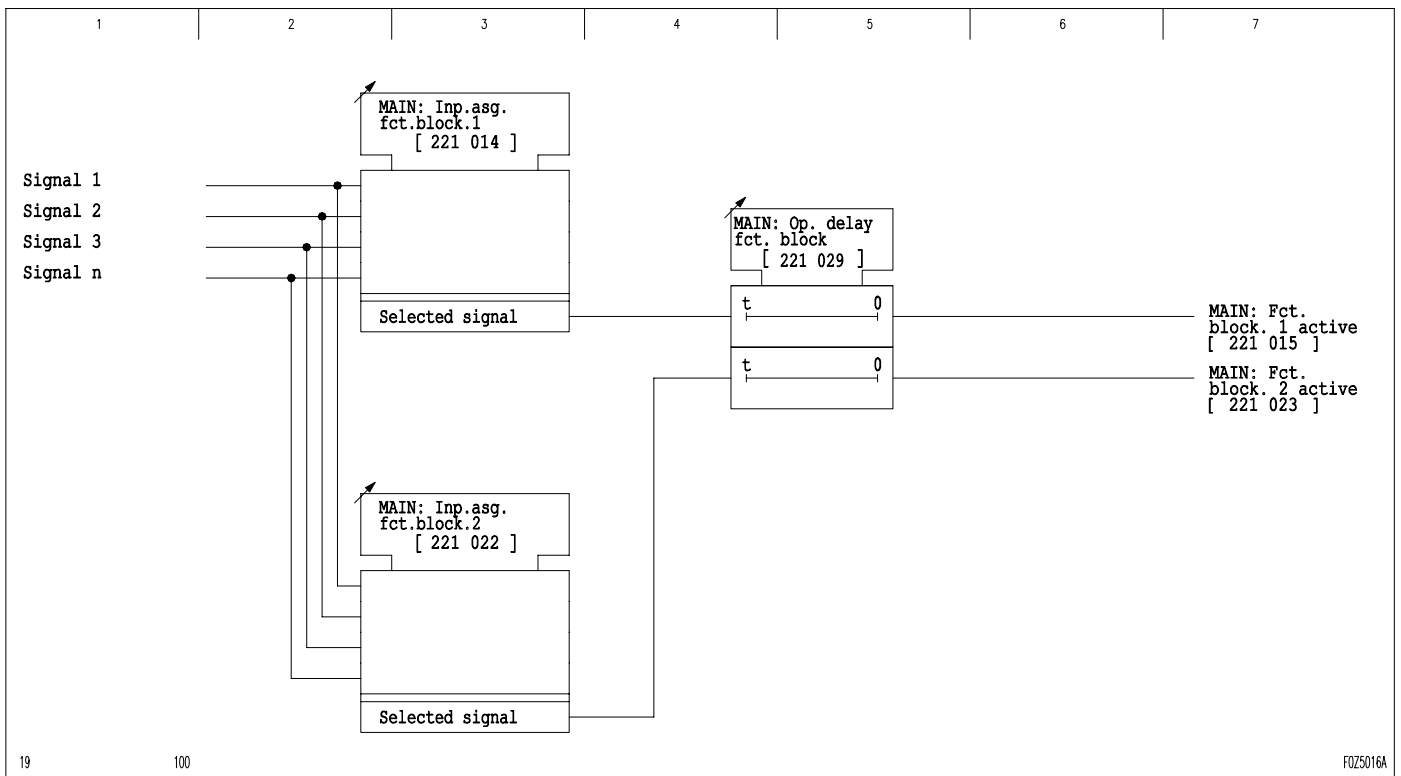 1 2 3 4 5 6 7
MAIN: Inp.asg.
fct.block.1
[ 221 014 ]
Signal 1
Signal 2
Signal 3
Signal n
Selected signal
MAIN: Op. delay
fct. block
[ 221 029 ]
t 0
t 0
MAIN: Fct.
block. 1 active
[ 221 015 ]
MAIN: Fct.
block. 2 active
[ 221 023 ]
MAIN: Inp.asg.
fct.block.2
[ 221 022 ]
Selected signal
19 100 F0Z5016A